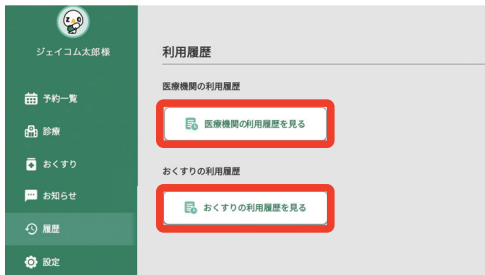 ジェイコム太郎様
予約一覧
診療
おくすり
お知らせ
履歴
設定
利用履歴
医療機関の利用履歴
医療機関の利用履歴を見る
おくすりの利用履歴
おくすりの利用履歴を見る